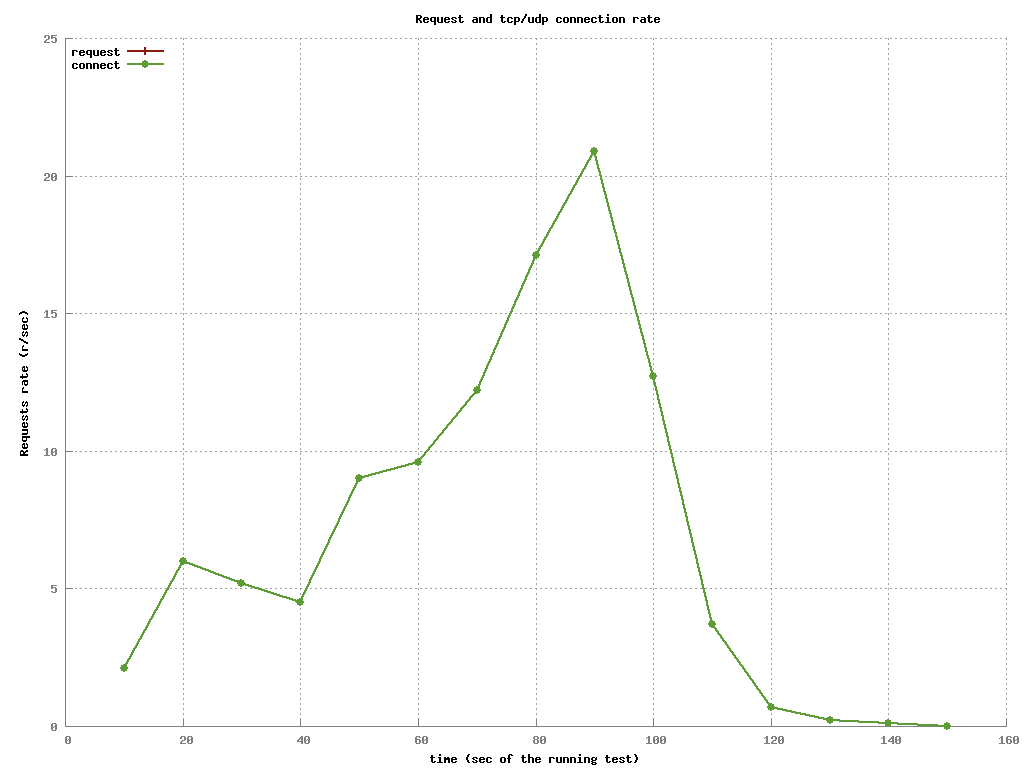 Request and tcp/udp connection rate
request
connect
25
20
15
10
5
0
Requests rate (r/sec)
0 20 40 60 80 100 120 140 160
time (sec of the running test)